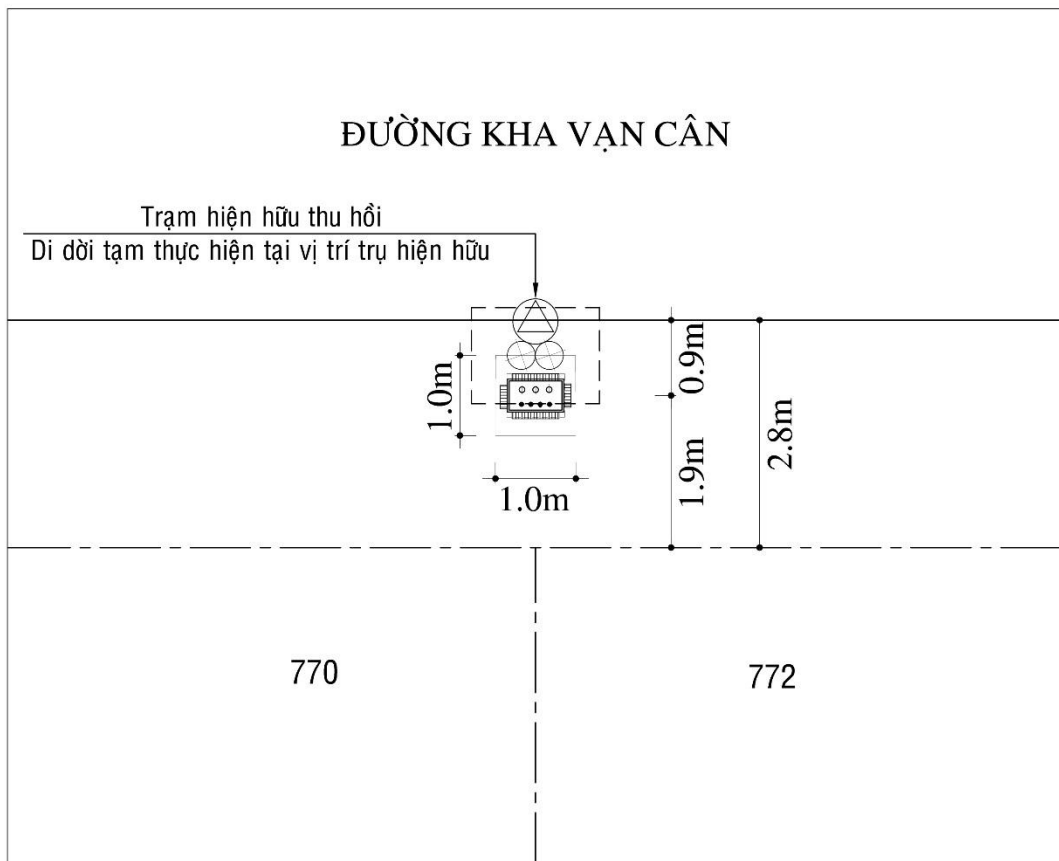 ĐƯỜNG KHA VẠN CÂN
Trạm hiện hữu thu hồi
Di dời tạm thực hiện tại vị trí trụ hiện hữu
0.9m
1.0m
2.8m
1.9m
1.0m
770
772